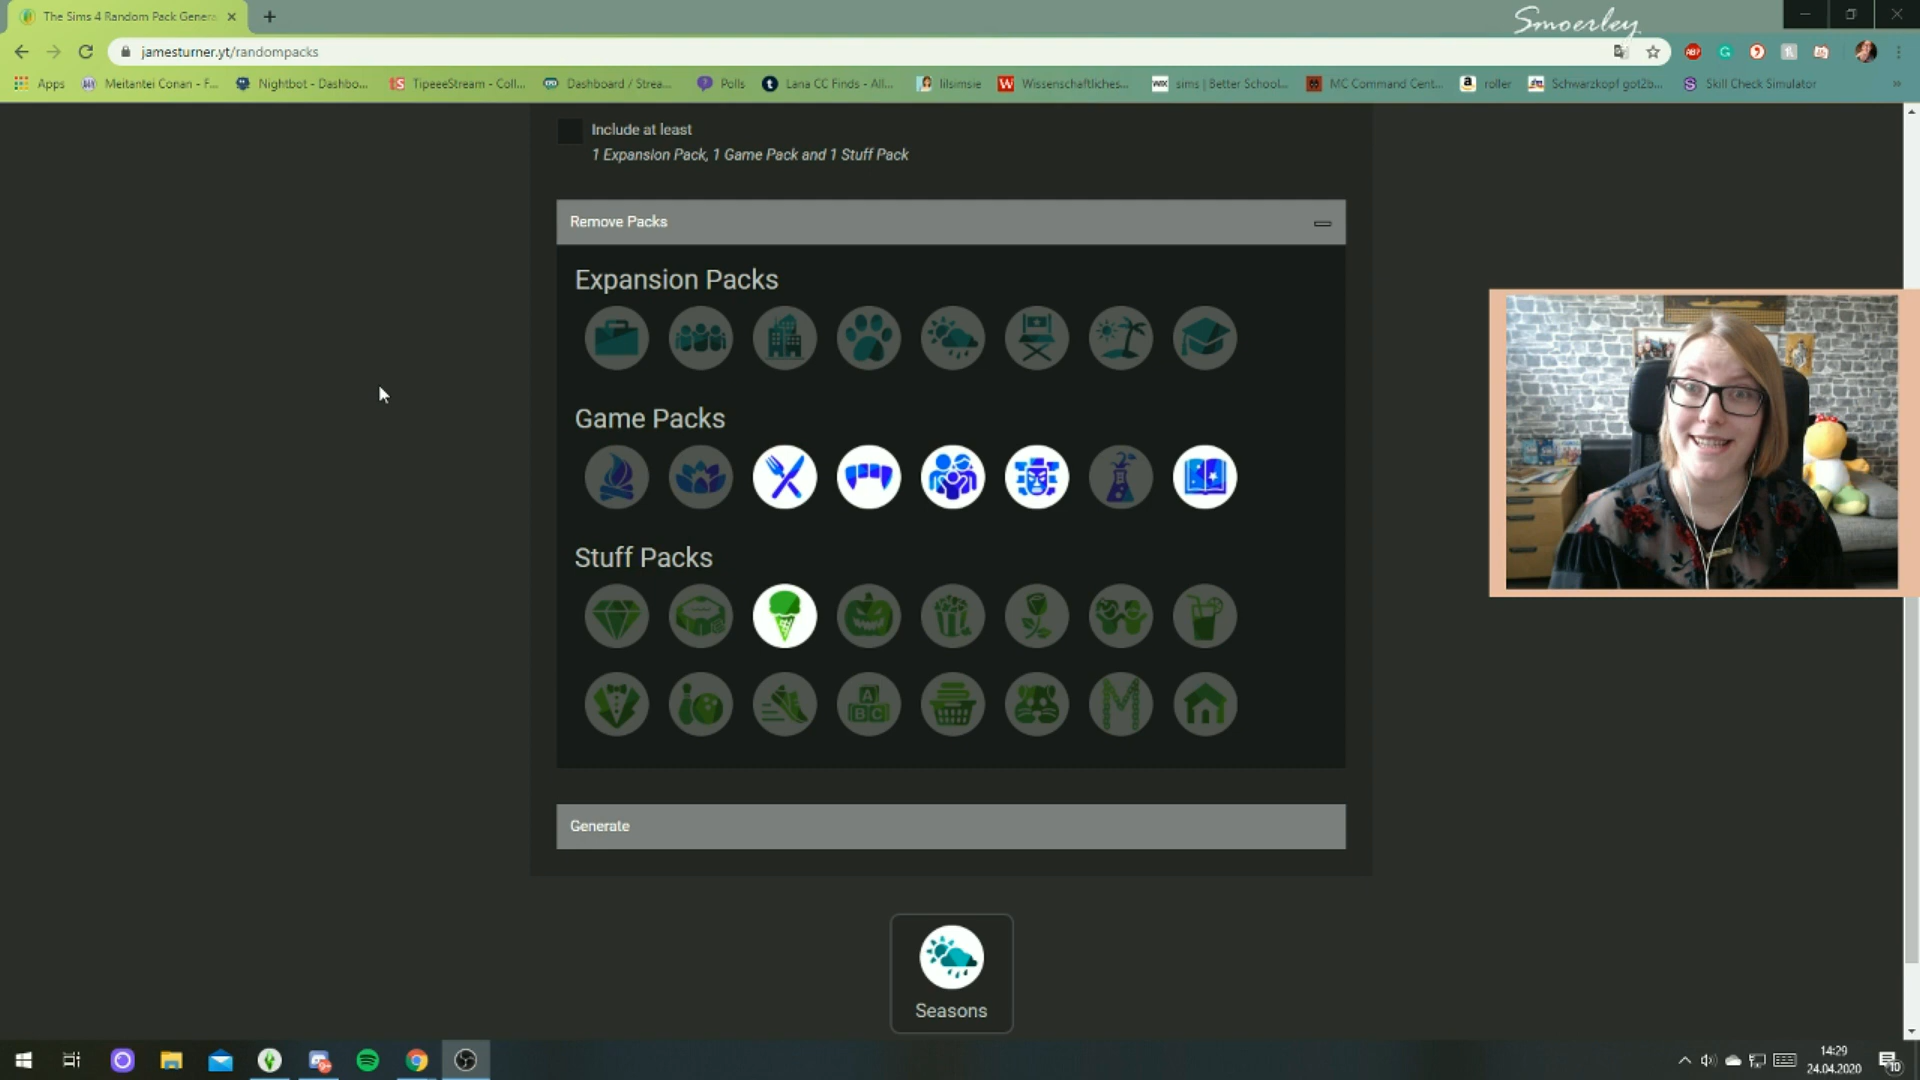 The Sims 4 Random Pack Genera
Smoerley
jamesturner.yt/randompacks
Apps
Meitantei Conan - F...
Nightbot - Dashbo...
TipeeeStream - Coll...
Dashboard / Strea...
Polls
Lana CC Finds - All...
lilsimsie
Wissenschaftliches...
sims | Better School...
MC Command Cent...
roller
Schwarzkopf got2b...
Skill Check Simulator
Include at least
1 Expansion Pack, 1 Game Pack and 1 Stuff Pack
Remove Packs
Expansion Packs
Game Packs
Stuff Packs
A
B C
M
Generate
Seasons
14:29
24.04.2020
10